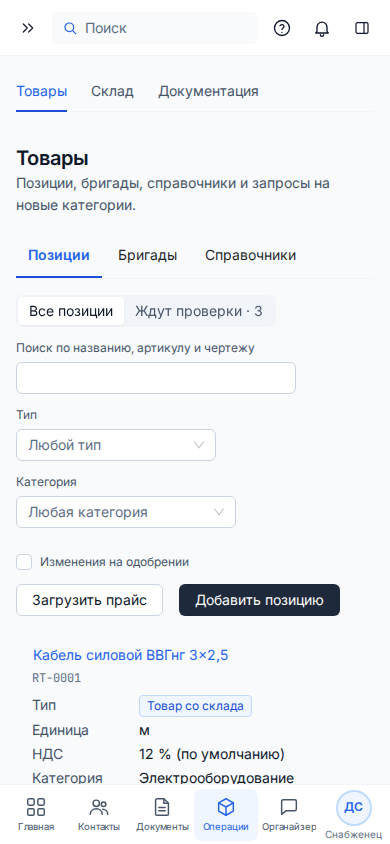 Поиск
Товары Склад Документация
Товары
Позиции, бригады, справочники и запросы на
новые категории.
Позиции Бригады Справочники
Все позиции Ждут проверки · 3
Поиск по названию, артикулу и чертежу
Тип
Любой тип
Категория
Любая категория
Изменения на одобрении
Загрузить прайс Добавить позицию
Кабель силовой ВВГнг 3×2,5
RT-0001
Тип Товар со склада
Единица м
НДС 12 % (по умолчанию)
Категория Электрооборудование
ДС
Главная Контакты Документы Операции Органайзер Снабженец